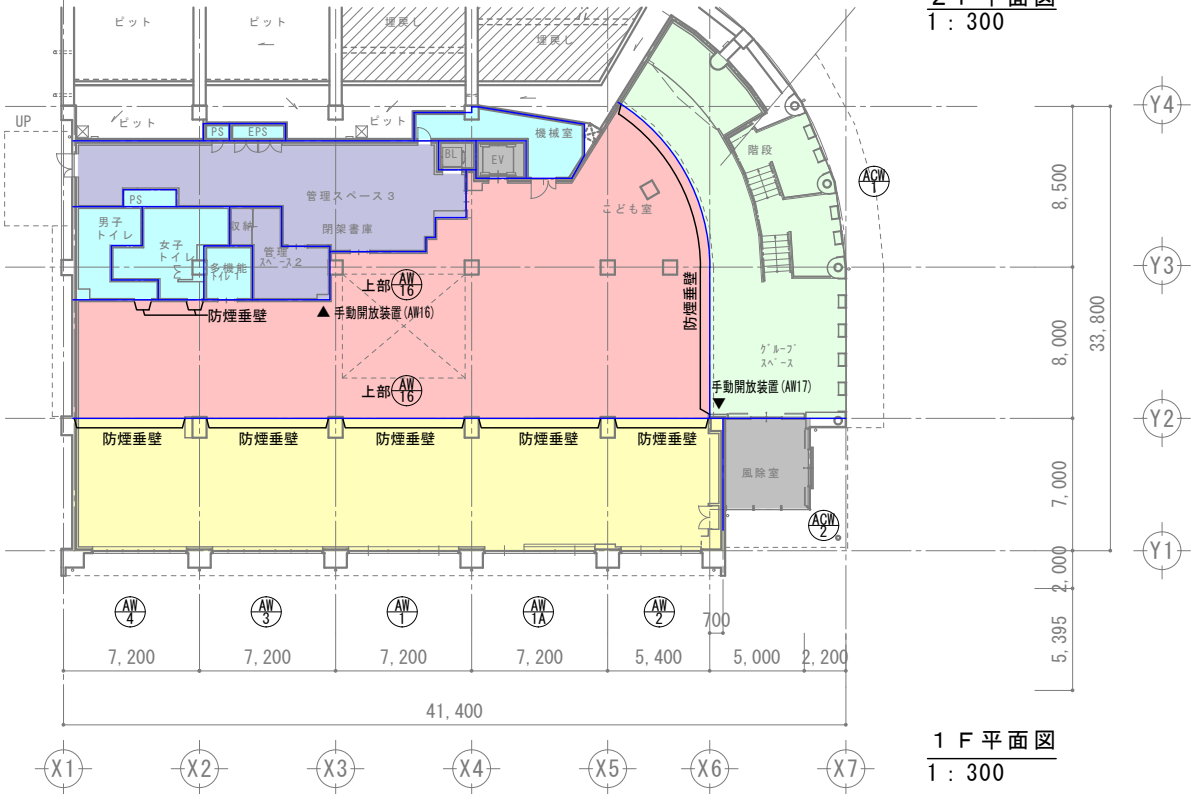 2F平面図
1：300
ピット
ピット
埋戻し
埋戻し
UP
ピット
ピット
PS
EPS
機械室
BL
EV
階段
ACW
1
Y4
8,500
管理スペース3
PS
こども室
男子
トイレ
女子
トイレ
収納
閉架書庫
管理
スペース2
多機能
トイレ1
Y3
上部
AW
16
防煙垂壁
▲ 手動開放装置(AW16)
防煙垂壁
グループ
スペース
8,000
33,800
上部
AW
16
手動開放装置(AW17)
▼
Y2
防煙垂壁
防煙垂壁
防煙垂壁
防煙垂壁
防煙垂壁
風除室
7,000
ACW
2
Y1
2,000
AW
4
AW
3
AW
1
AW
1A
AW
2
700
5,395
7,200
7,200
7,200
7,200
5,400
5,000
2,200
41,400
1F平面図
1：300
X1
X2
X3
X4
X5
X6
X7